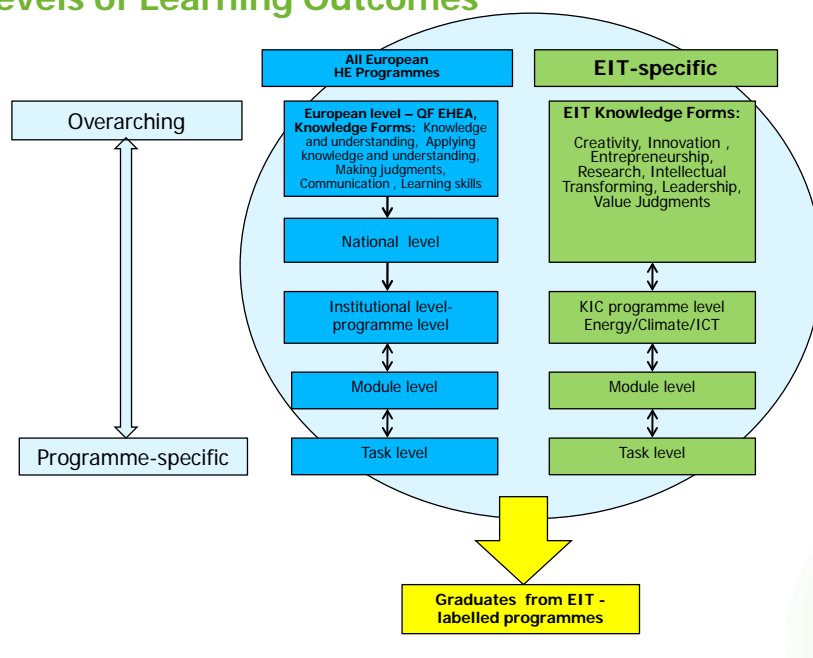 evels of Learning Outcomes
All European
HE Programmes
EIT-specific
Overarching
European level – QF EHEA,
Knowledge Forms: Knowledge
and understanding, Applying
knowledge and understanding,
Making judgments,
Communication , Learning skills
EIT Knowledge Forms:
Creativity, Innovation ,
Entrepreneurship,
Research, Intellectual
Transforming, Leadership,
Value Judgments
National level
Institutional level-
programme level
KIC programme level
Energy/Climate/ICT
Module level
Module level
Programme-specific
Task level
Task level
Graduates from EIT -
labelled programmes